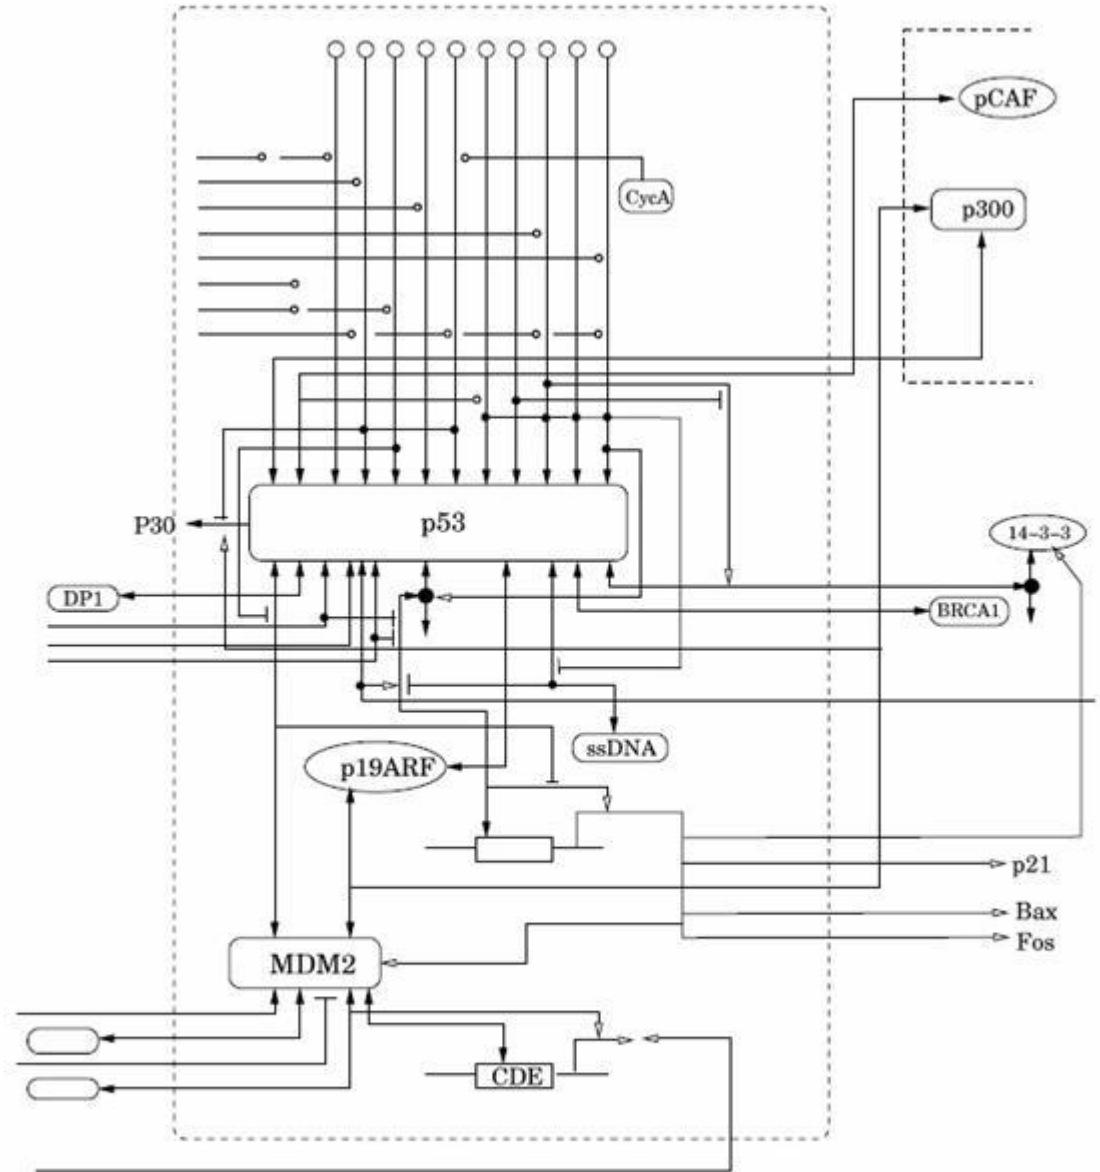 pCAF
CycA
p300
p53
P30
14-3-3
DP1
BRCA1
ssDNA
p19ARF
p21
Bax
Fos
MDM2
CDE